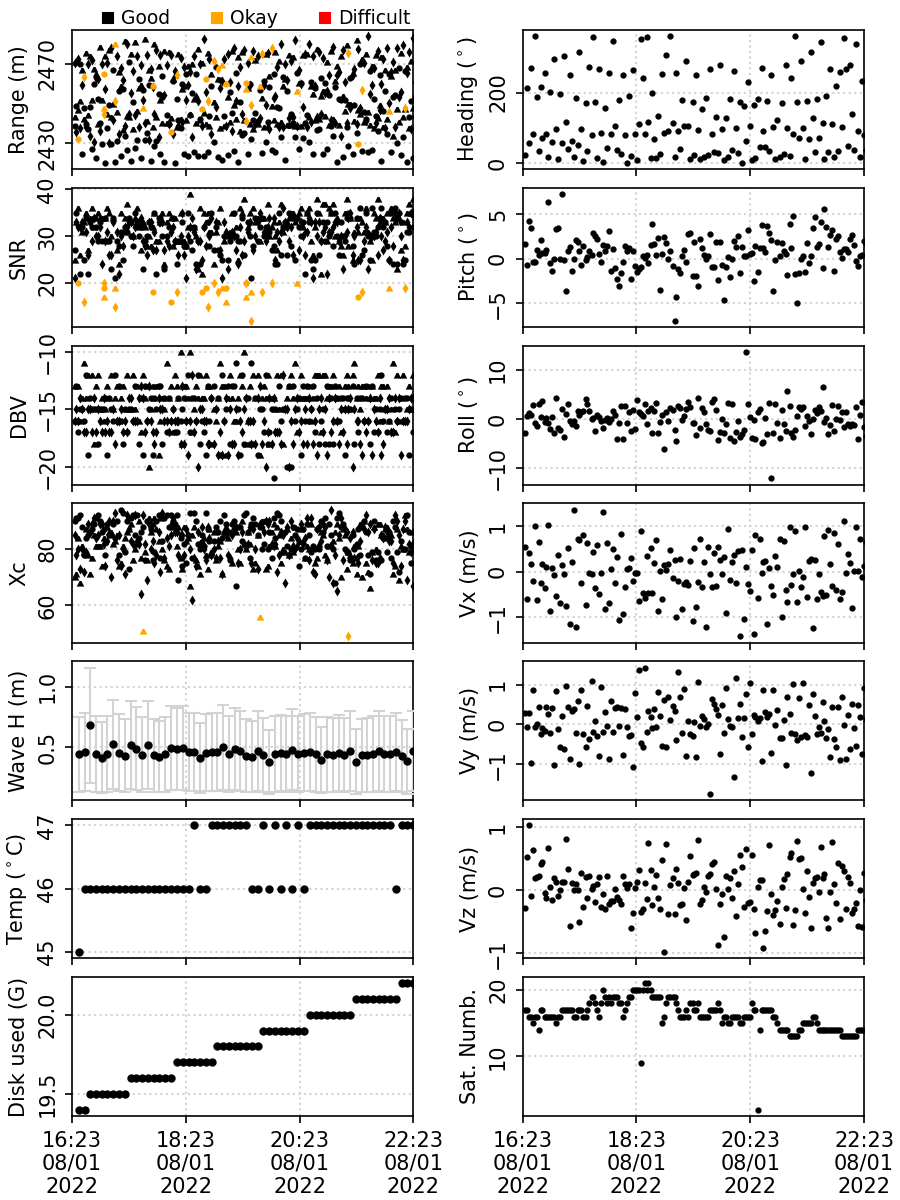 Good Okay Difficult
Range (m)
2470
2430
Heading (°)
200
0
SNR
40
30
20
Pitch (°)
5
0
−5
DBV
−10
−15
−20
Roll (°)
10
0
−10
Xc
80
60
Vx (m/s)
1
0
−1
Wave H (m)
1.0
0.5
Vy (m/s)
1
0
−1
Temp (°C)
47
46
45
Vz (m/s)
1
0
−1
Disk used (G)
20.0
19.5
Sat. Numb.
20
10
16:23 18:23 20:23 22:23 16:23 18:23 20:23 22:23
08/01 08/01 08/01 08/01 08/01 08/01 08/01 08/01
2022 2022 2022 2022 2022 2022 2022 2022